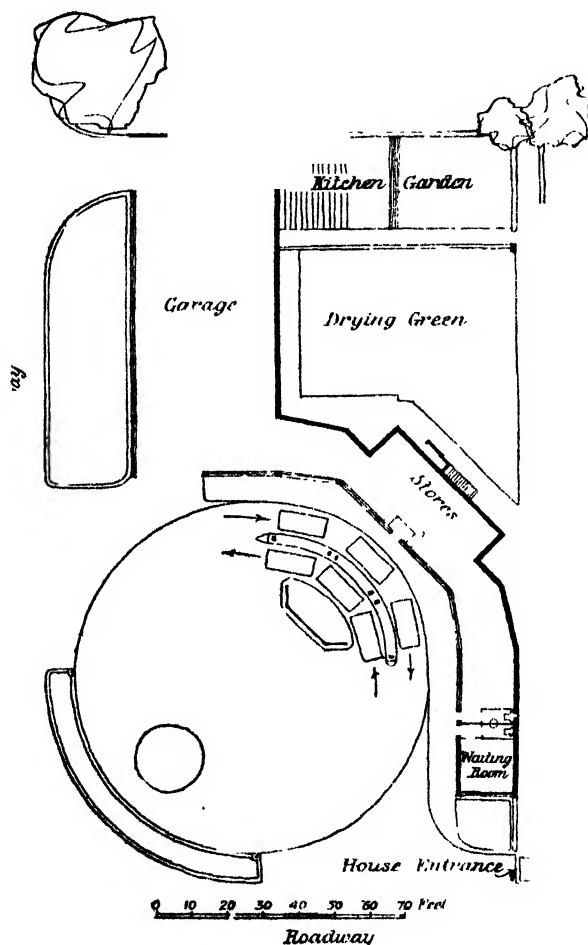 Kitchen Garden
Garage
Drying Green
ay
Stores
Waiting
Room
House Entrance
0 10 20 30 40 50 60 70 Feet
Roadway